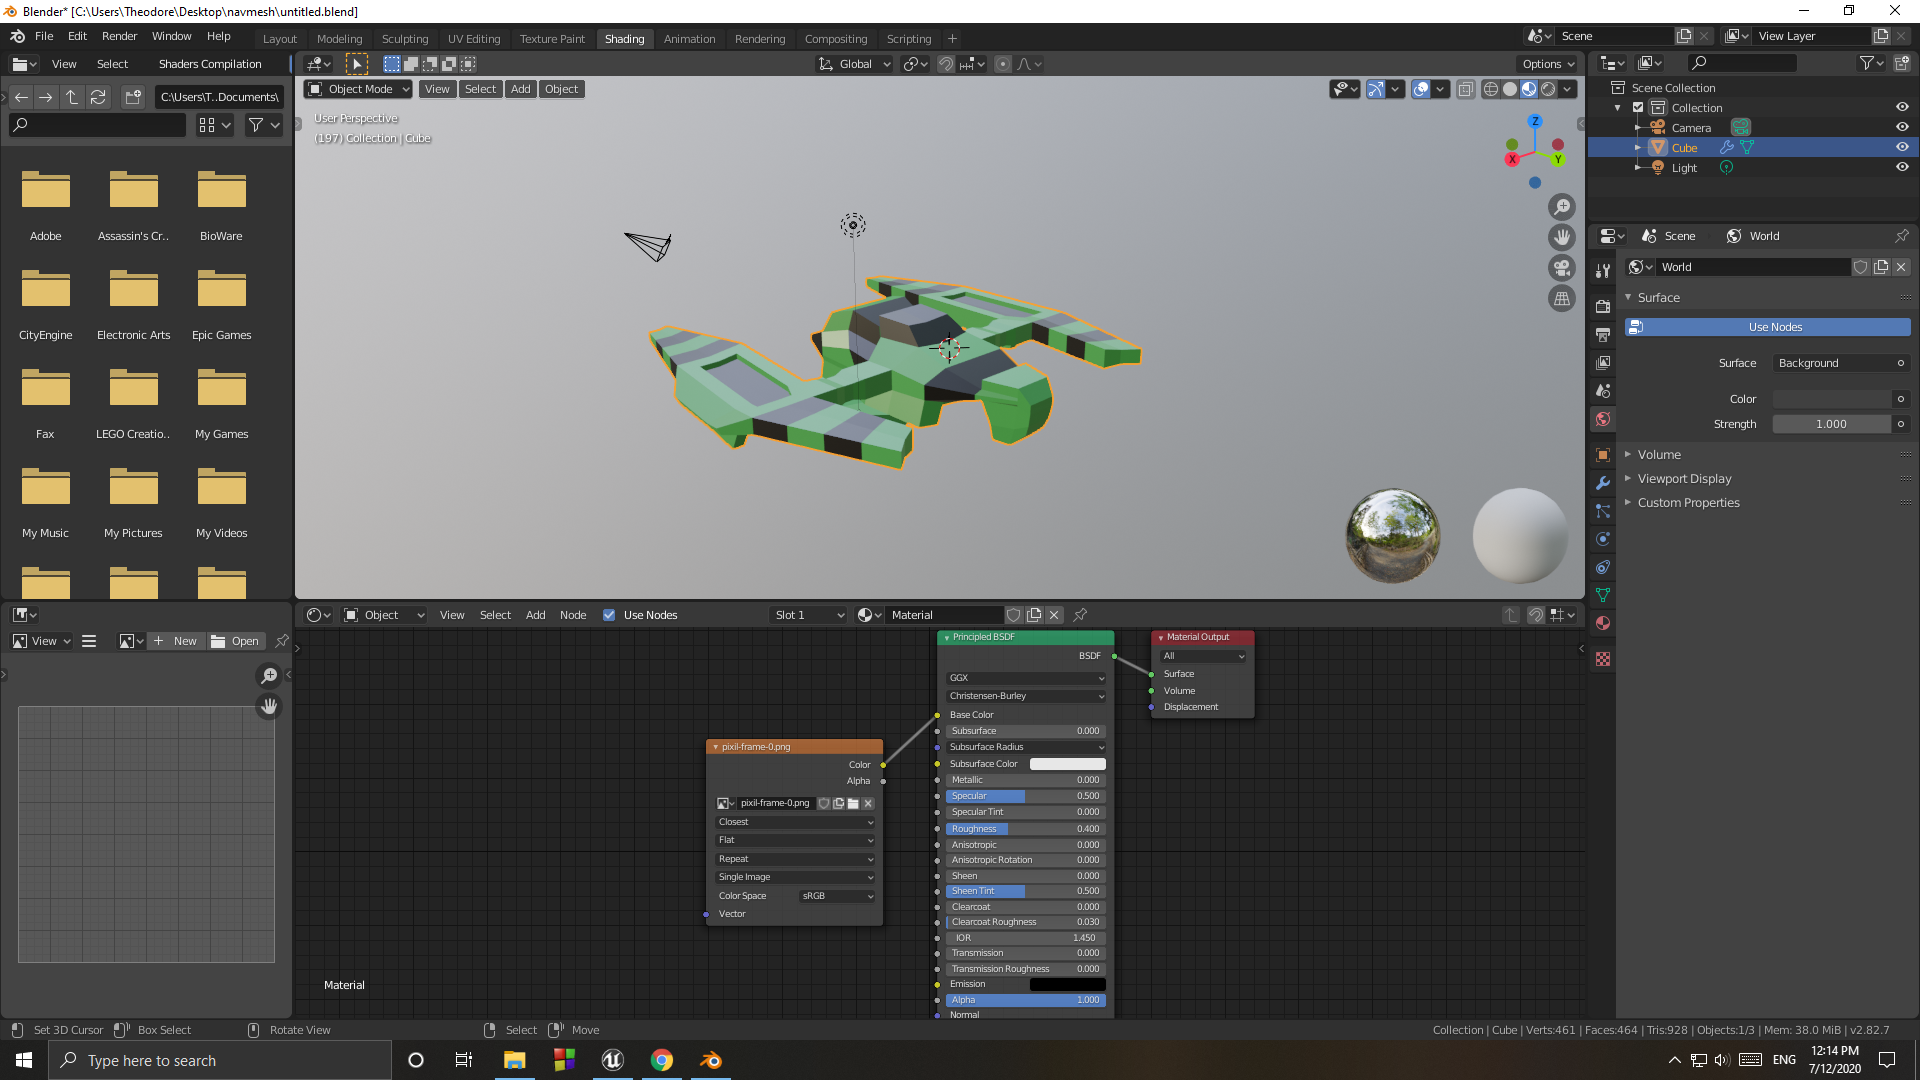 Blender* [C:\Users\Theodore\Desktop\navmesh\untitled.blend]
File Edit Render Window Help
Layout Modeling Sculpting UV Editing Texture Paint Shading Animation Rendering Compositing Scripting +
Scene
View Layer
View Select Shaders Compilation
Global
Options
C:\Users\T..Documents\
Object Mode View Select Add Object
User Perspective
(197) Collection | Cube
Z
X
Y
Scene Collection
Collection
Camera
Cube
Light
Adobe
Assassin's Cr..
BioWare
CityEngine
Electronic Arts
Epic Games
Fax
LEGO Creatio..
My Games
My Music
My Pictures
My Videos
Scene World
World
Surface
Use Nodes
Surface Background
Color
Strength 1.000
Volume
Viewport Display
Custom Properties
View
New
Open
Object View Select Add Node Use Nodes Slot 1 Material
pixil-frame-0.png
Color
Alpha
pixil-frame-0.png
Closest
Flat
Repeat
Single Image
Color Space sRGB
Vector
Principled BSDF
BSDF
GGX
Christensen-Burley
Base Color
Subsurface 0.000
Subsurface Radius
Subsurface Color
Metallic 0.000
Specular 0.500
Specular Tint 0.000
Roughness 0.400
Anisotropic 0.000
Anisotropic Rotation 0.000
Sheen 0.000
Sheen Tint 0.500
Clearcoat 0.000
Clearcoat Roughness 0.030
IOR 1.450
Transmission 0.000
Transmission Roughness 0.000
Emission
Alpha 1.000
Normal
Material Output
All
Surface
Volume
Displacement
Material
Set 3D Cursor Box Select Rotate View Select Move
Collection | Cube | Verts:461 | Faces:464 | Tris:928 | Objects:1/3 | Mem: 38.0 MiB | v2.82.7
Type here to search
ENG
12:14 PM
7/12/2020